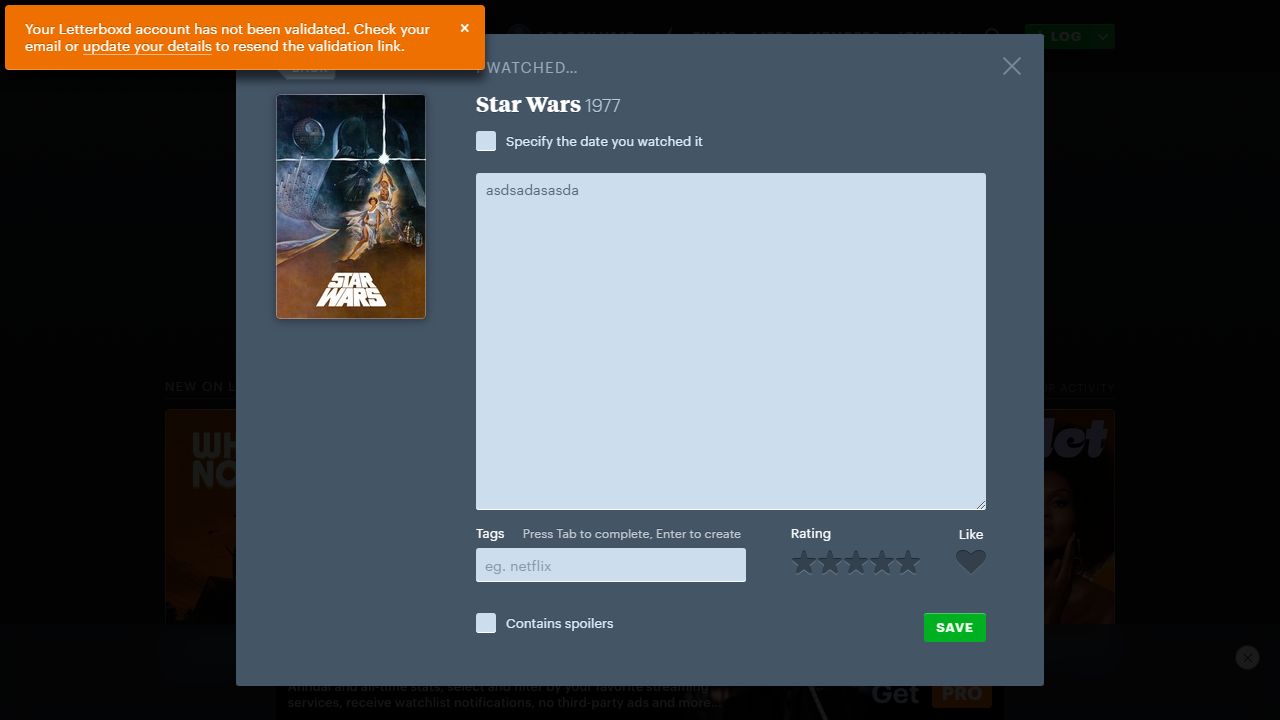 Your Letterboxd account has not been validated. Check your
email or update your details to resend the validation link.
×
LOG
BACK
WATCHED...
Star Wars 1977
Specify the date you watched it
asdsadasasda
STAR
WARS
NEW ON
ACTIVITY
Tags Press Tab to complete, Enter to create
Rating
Like
eg. netflix
Contains spoilers
SAVE
Annual and all-time stats, select and filter by your favorite streaming
services, receive watchlist notifications, no third-party ads and more...
Get PRO